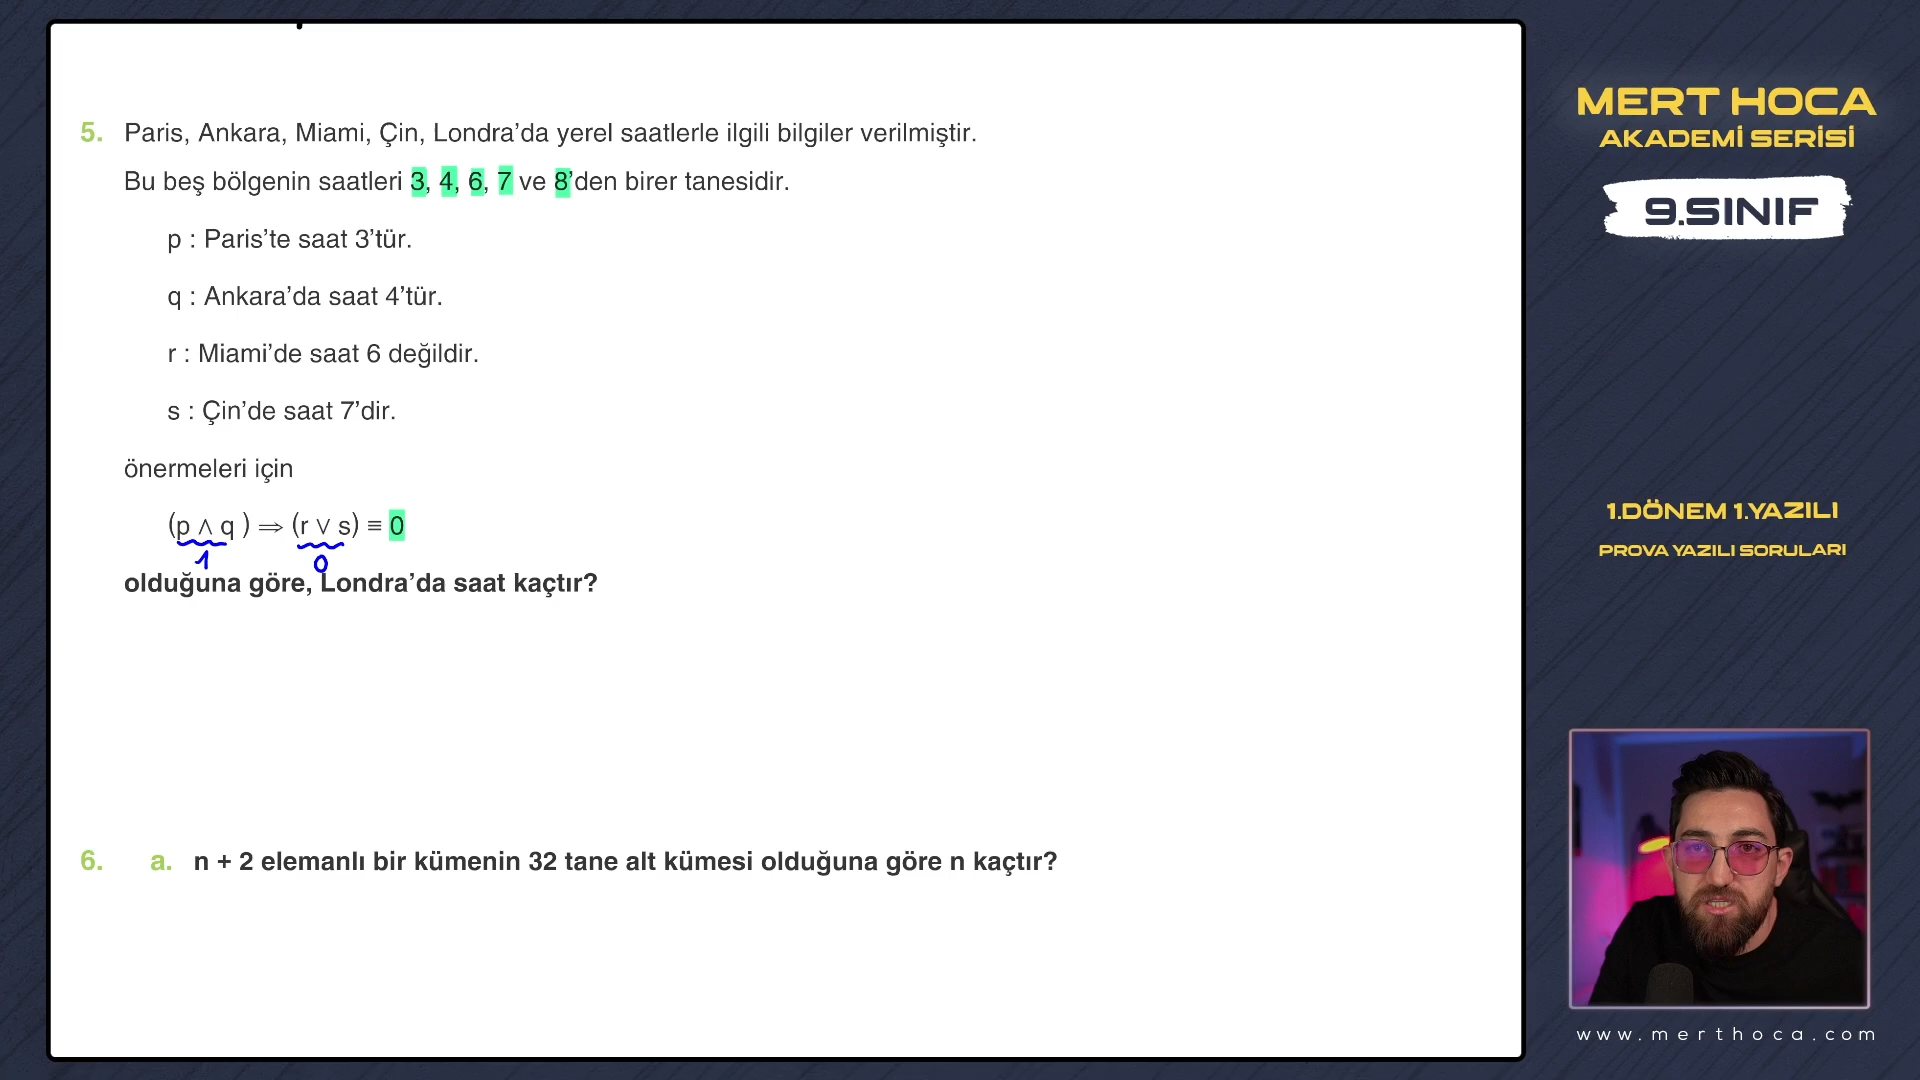 5. Paris, Ankara, Miami, Çin, Londra’da yerel saatlerle ilgili bilgiler verilmiştir.
Bu beş bölgenin saatleri 3, 4, 6, 7 ve 8’den birer tanesidir.
p : Paris’te saat 3’tür.
q : Ankara’da saat 4’tür.
r : Miami’de saat 6 değildir.
s : Çin’de saat 7’dir.
önermeleri için
(p ∧ q ) ⇒ (r ∨ s) ≡ 0
1 0
olduğuna göre, Londra’da saat kaçtır?
6. a. n + 2 elemanlı bir kümenin 32 tane alt kümesi olduğuna göre n kaçtır?
MERT HOCA
AKADEMİ SERİSİ
9.SINIF
1.DÖNEM 1.YAZILI
PROVA YAZILI SORULARI
www.merthoca.com